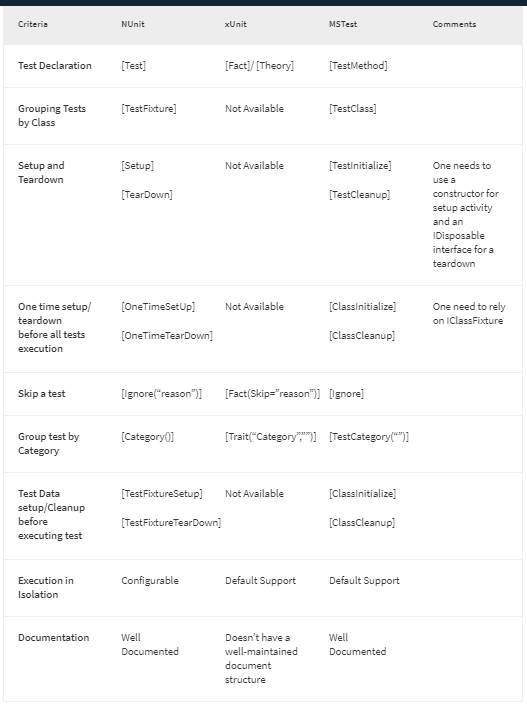 Criteria NUnit xUnit MSTest Comments
Test Declaration [Test] [Fact]/ [Theory] [TestMethod]
Grouping Tests [TestFixture] Not Available [TestClass]
by Class
Setup and [Setup] Not Available [TestInitialize] One needs to
Teardown use a
[TearDown] [TestCleanup] constructor for
setup activity
and an
IDisposable
interface for a
teardown
One time setup/ [OneTimeSetUp] Not Available [ClassInitialize] One need to rely
teardown on IClassFixture
before all tests [OneTimeTearDown] [ClassCleanup]
execution
Skip a test [Ignore(“reason”)] [Fact(Skip=”reason”)] [Ignore]
Group test by [Category()] [Trait(“Category”,””)] [TestCategory(“”)]
Category
Test Data [TestFixtureSetup] Not Available [ClassInitialize]
setup/Cleanup
before [TestFixtureTearDown] [ClassCleanup]
executing test
Execution in Configurable Default Support Default Support
Isolation
Documentation Well Doesn’t have a Well
Documented well-maintained Documented
document
structure